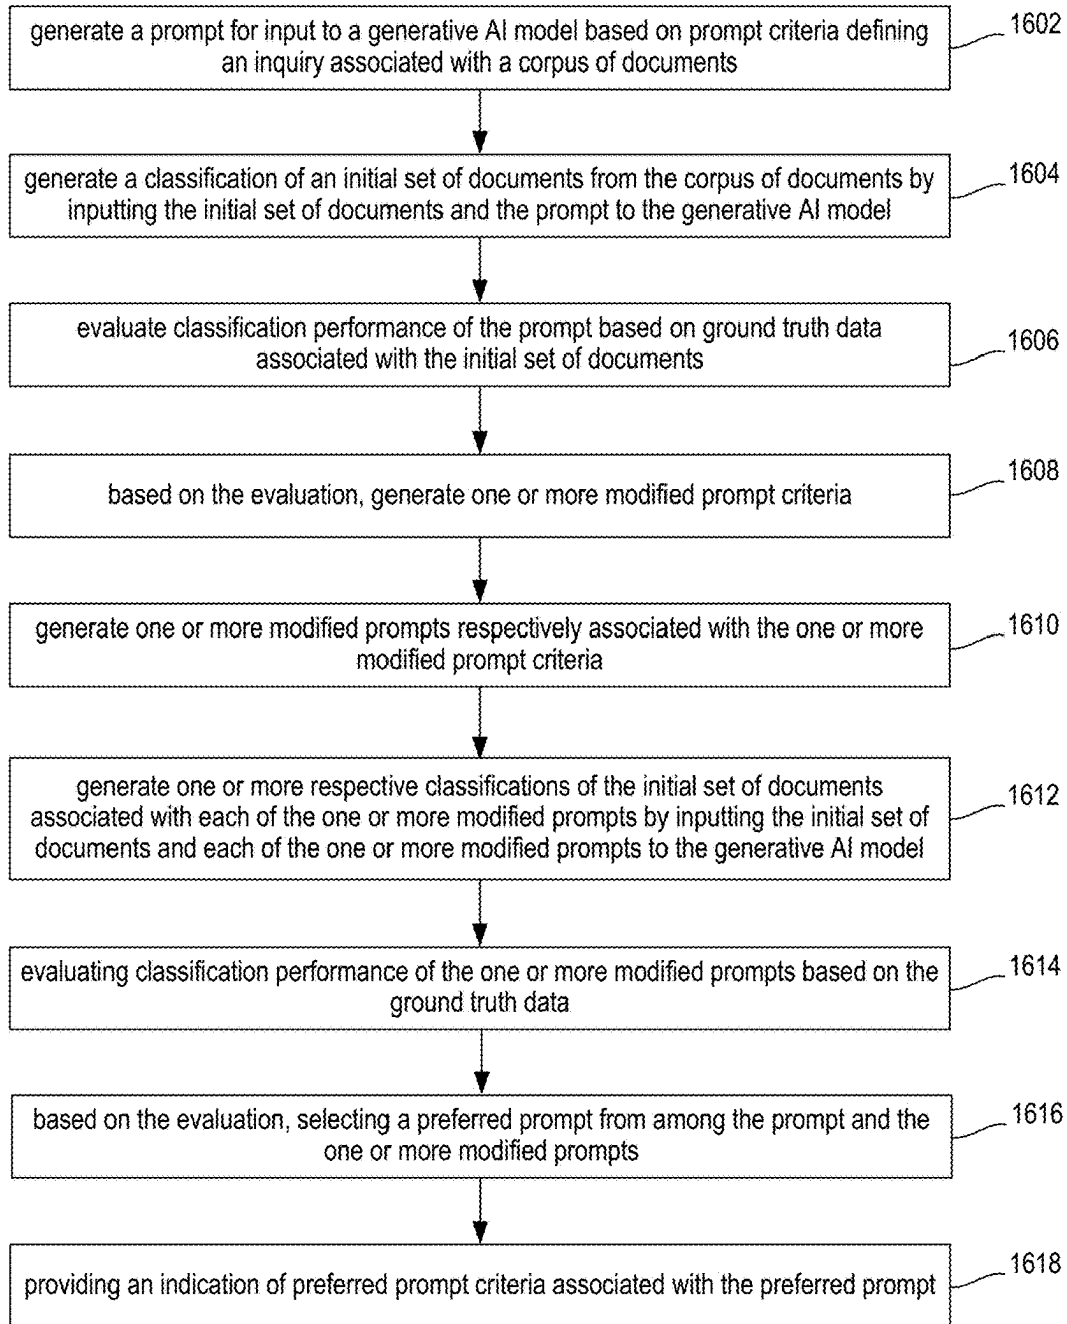 generate a prompt for input to a generative AI model based on prompt criteria defining
an inquiry associated with a corpus of documents
1602
generate a classification of an initial set of documents from the corpus of documents by
inputting the initial set of documents and the prompt to the generative AI model
1604
evaluate classification performance of the prompt based on ground truth data
associated with the initial set of documents
1606
based on the evaluation, generate one or more modified prompt criteria
1608
generate one or more modified prompts respectively associated with the one or more
modified prompt criteria
1610
generate one or more respective classifications of the initial set of documents
associated with each of the one or more modified prompts by inputting the initial set of
documents and each of the one or more modified prompts to the generative AI model
1612
evaluating classification performance of the one or more modified prompts based on the
ground truth data
1614
based on the evaluation, selecting a preferred prompt from among the prompt and the
one or more modified prompts
1616
providing an indication of preferred prompt criteria associated with the preferred prompt
1618